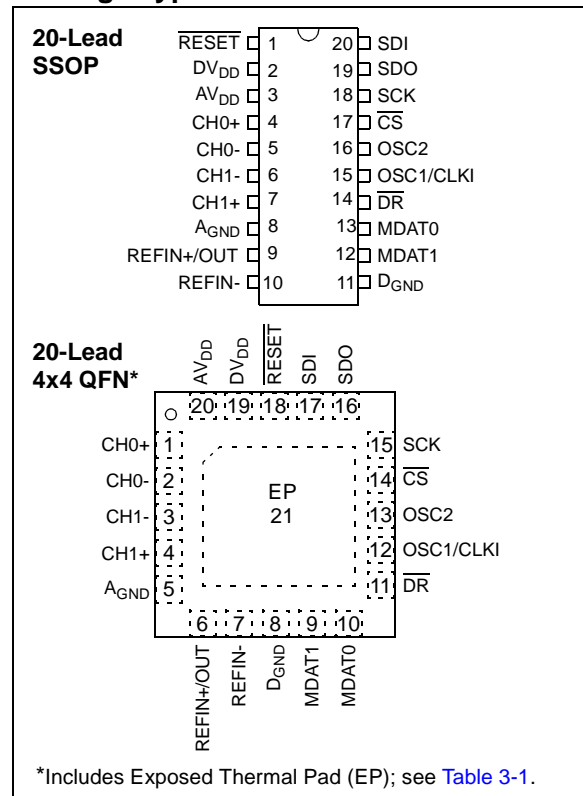 20-Lead
SSOP
RESET 1 20 SDI
DVDD 2 19 SDO
AVDD 3 18 SCK
CH0+ 4 17 CS
CH0- 5 16 OSC2
CH1- 6 15 OSC1/CLKI
CH1+ 7 14 DR
AGND 8 13 MDAT0
REFIN+/OUT 9 12 MDAT1
REFIN- 10 11 DGND
20-Lead
4x4 QFN*
AVDD DVDD RESET SDI SDO
20 19 18 17 16
CH0+ 1 15 SCK
CH0- 2 14 CS
EP
21
CH1- 3 13 OSC2
CH1+ 4 12 OSC1/CLKI
AGND 5 11 DR
6 7 8 9 10
REFIN+/OUT REFIN- DGND MDAT1 MDAT0
*Includes Exposed Thermal Pad (EP); see Table 3-1.